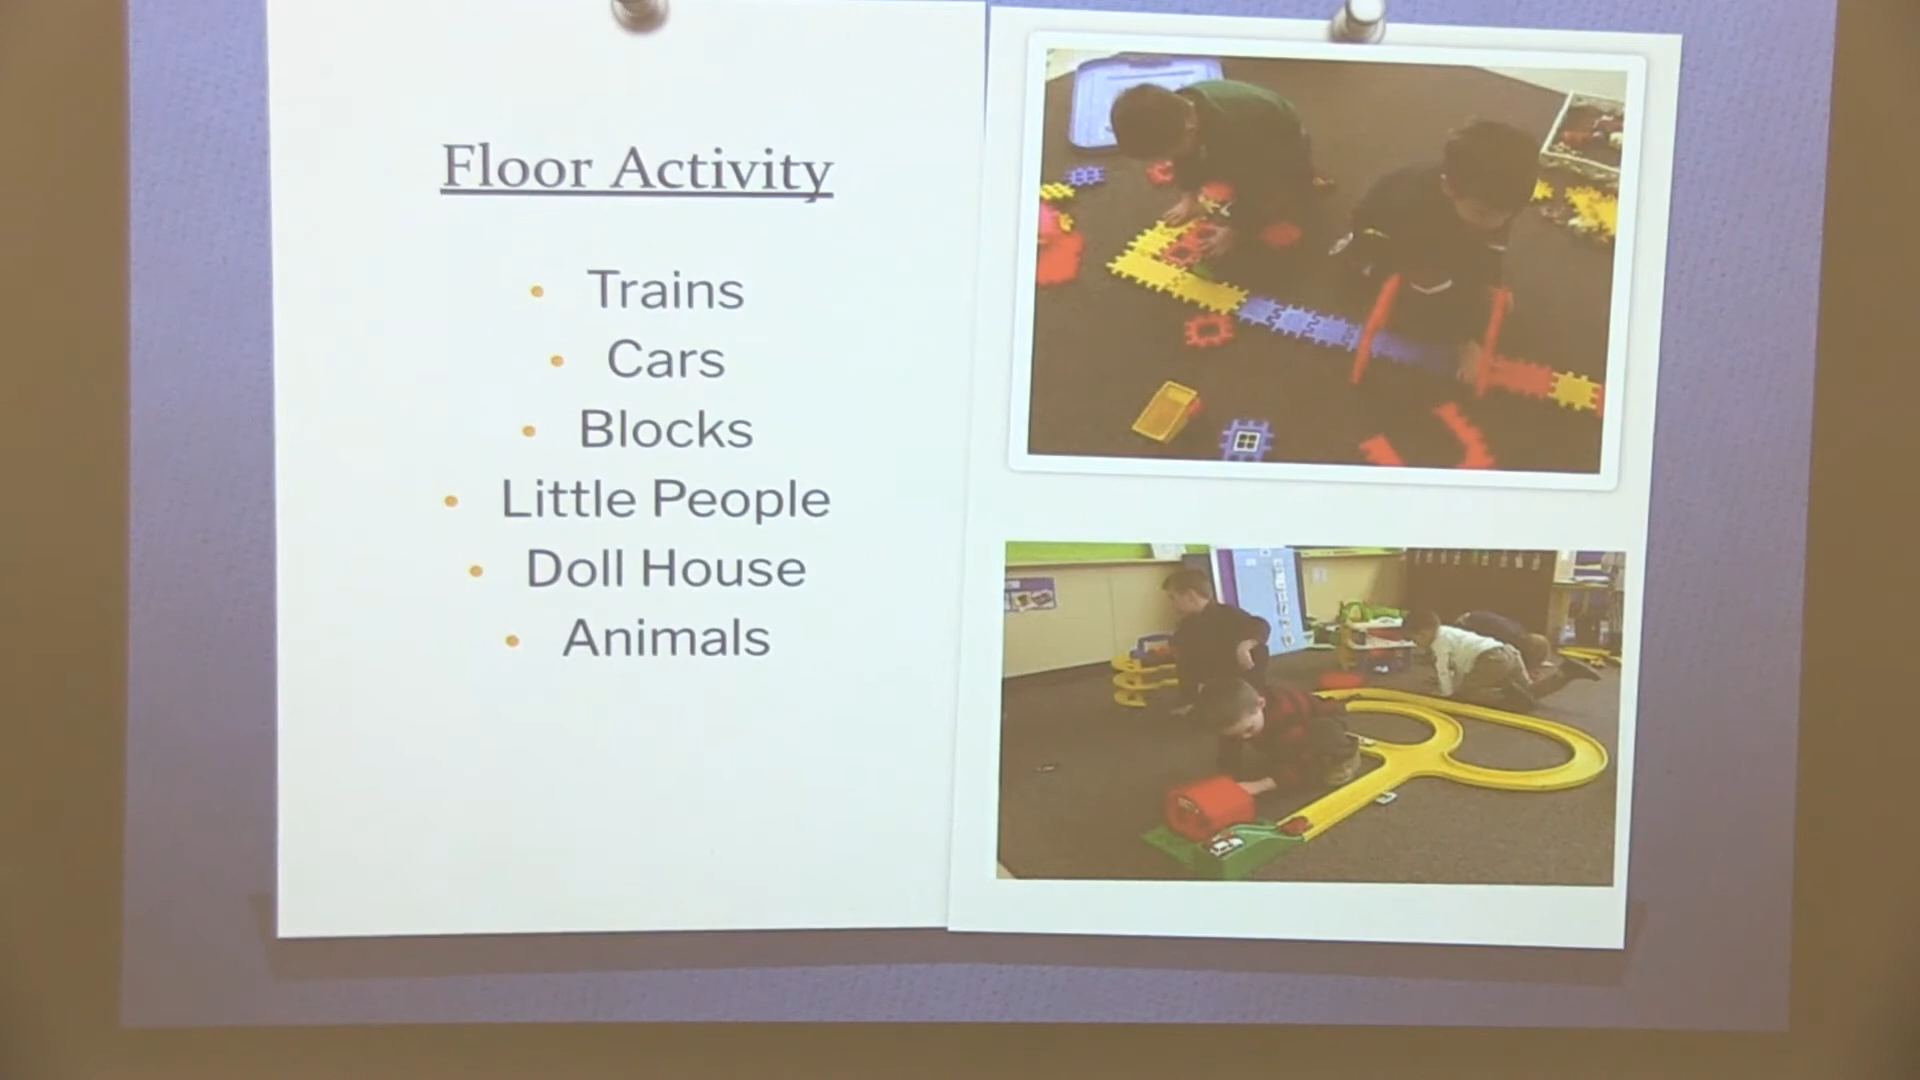 Floor Activity
• Trains
• Cars
• Blocks
• Little People
• Doll House
• Animals